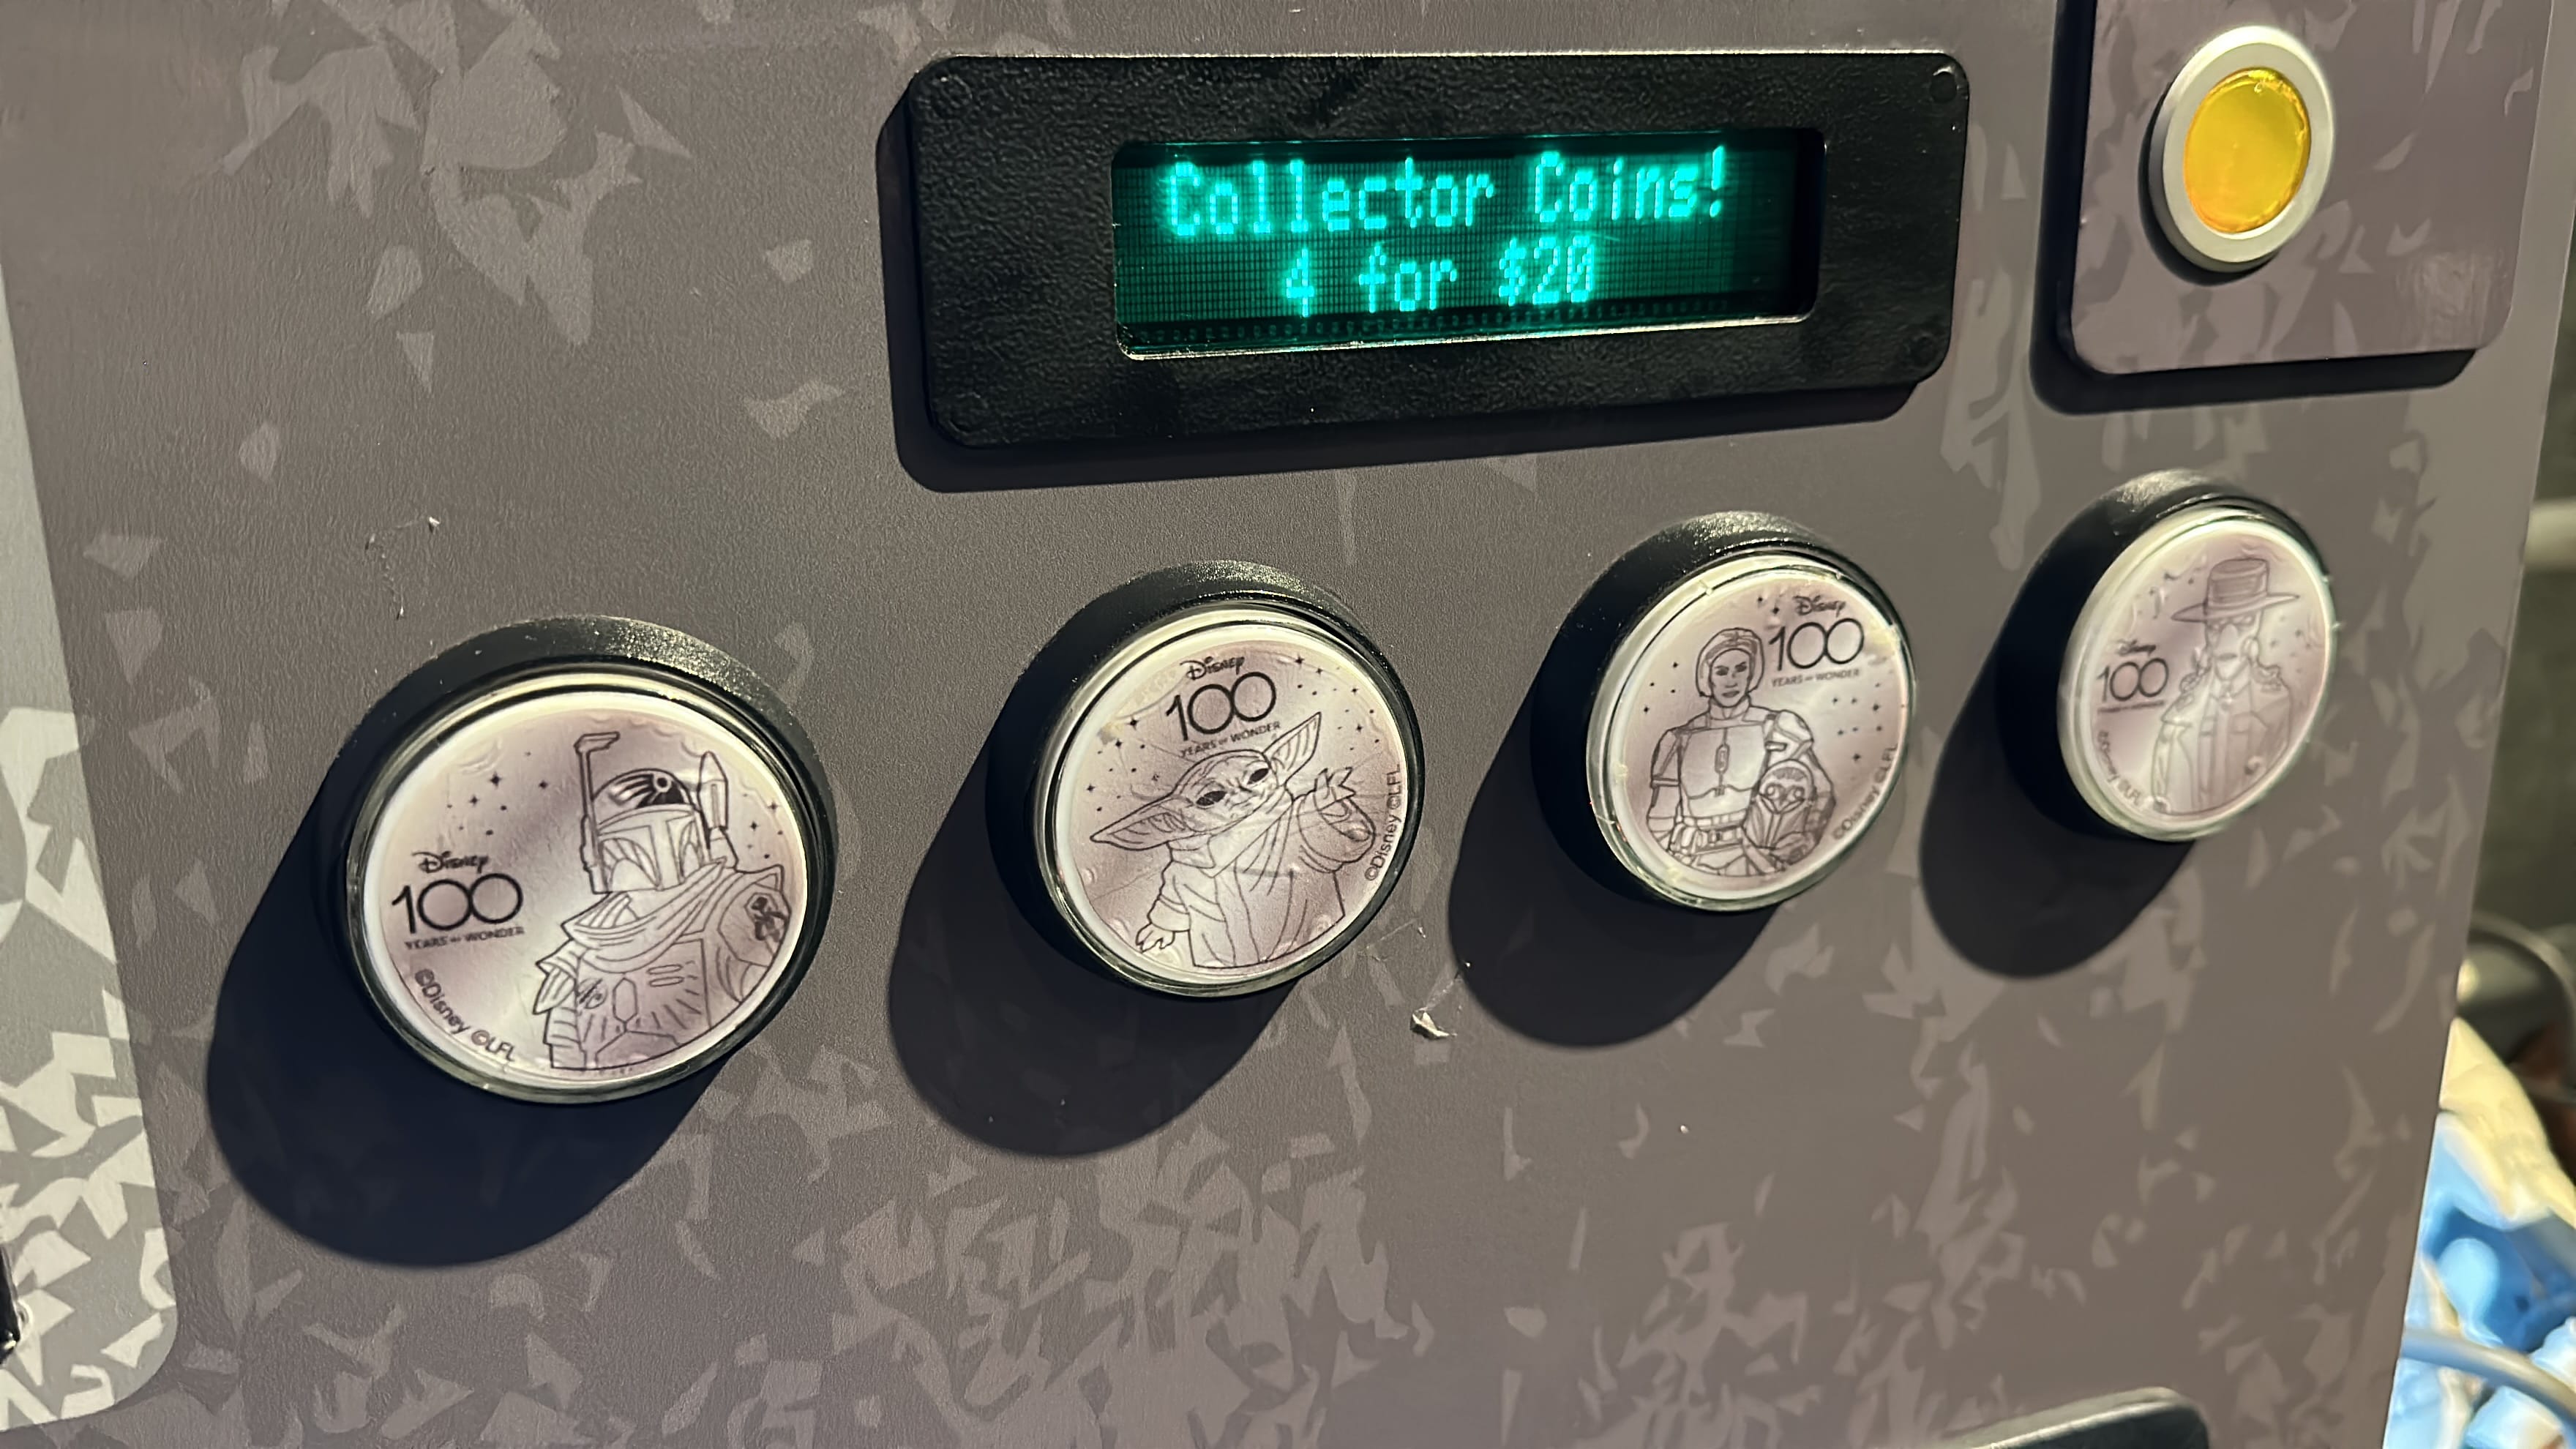 Collector Coins!
4 for $20
Disney
100
YEARS OF WONDER
©Disney ©LFL
Disney
100
YEARS OF WONDER
©Disney ©LFL
Disney
100
YEARS OF WONDER
©Disney ©LFL
Disney
100
©Disney ©LFL